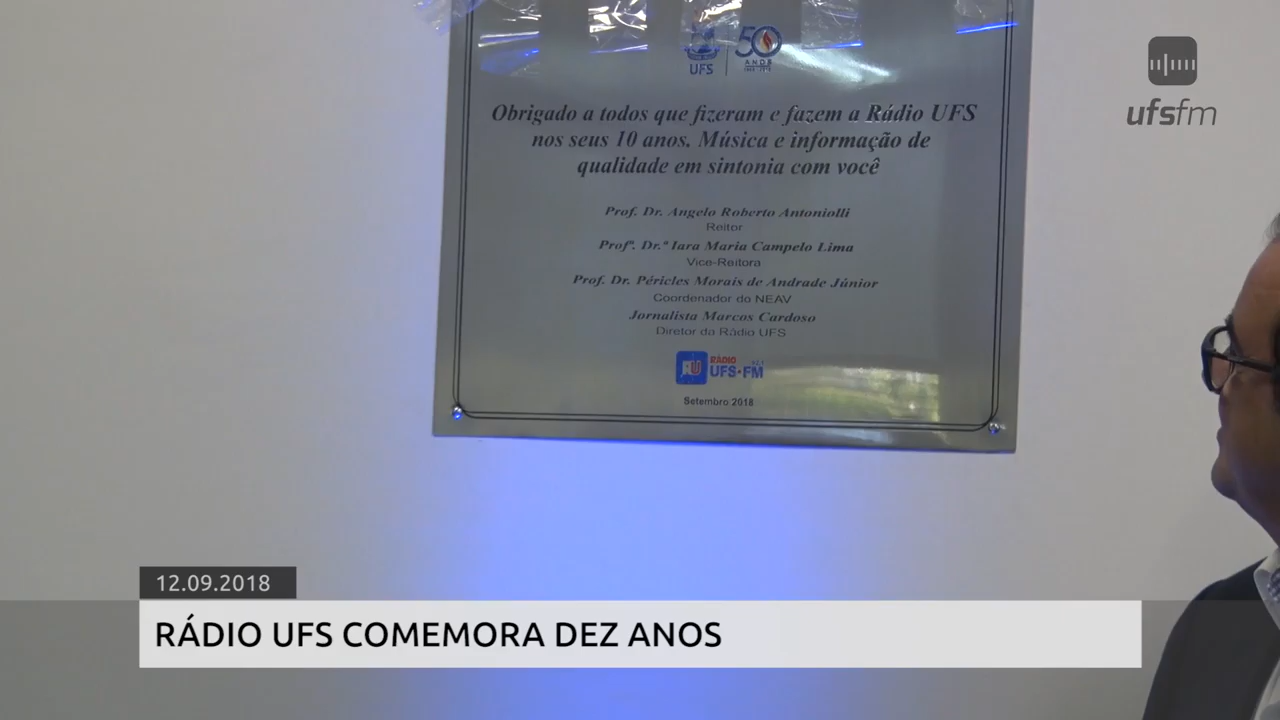 UFS
50
ANOS
ufsfm
Obrigado a todos que fizeram e fazem a Rádio UFS
nos seus 10 anos. Música e informação de
qualidade em sintonia com você
Prof. Dr. Angelo Roberto Antoniolli
Reitor
Profª. Dr.ª Iara Maria Campelo Lima
Vice-Reitora
Prof. Dr. Péricles Morais de Andrade Júnior
Coordenador do NEAV
Jornalista Marcos Cardoso
Diretor da Rádio UFS
RÁDIO
UFS·FM
Setembro 2018
12.09.2018
RÁDIO UFS COMEMORA DEZ ANOS